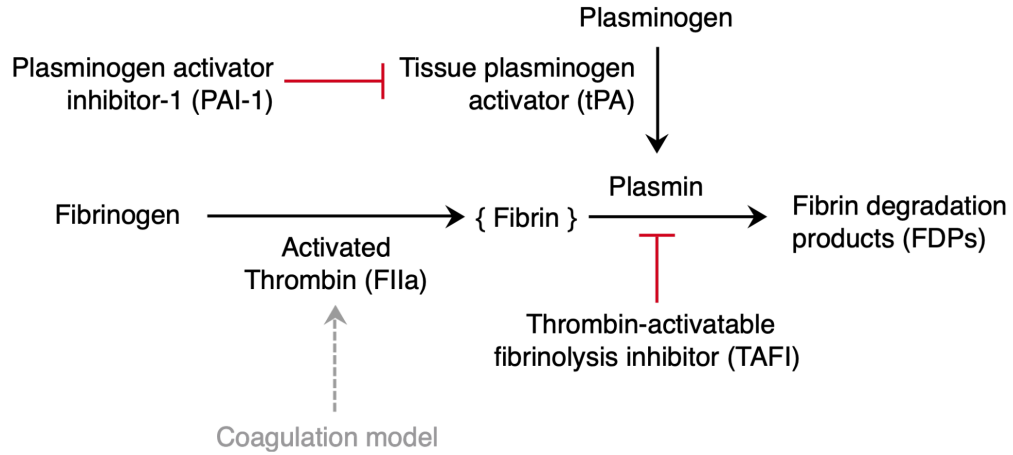 Plasminogen
Plasminogen activator
inhibitor-1 (PAI-1)
Tissue plasminogen
activator (tPA)
Plasmin
Fibrinogen
{ Fibrin }
Fibrin degradation
products (FDPs)
Activated
Thrombin (FIIa)
Thrombin-activatable
fibrinolysis inhibitor (TAFI)
Coagulation model